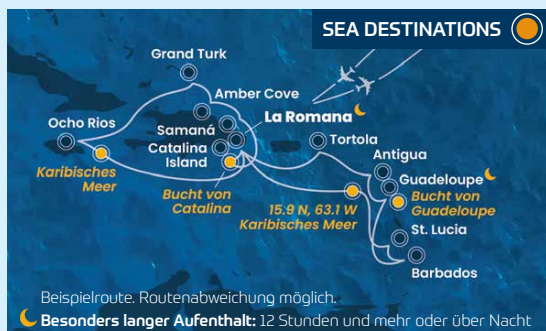 SEA DESTINATIONS
Grand Turk
Amber Cove
La Romana
Ocho Rios
Samaná
Catalina
Island
Tortola
Karibisches
Meer
Bucht von
Catalina
15.9 N, 63.1 W
Karibisches Meer
Antigua
Guadeloupe
Bucht von
Guadeloupe
St. Lucia
Barbados
Beispielroute. Routenabweichung möglich.
Besonders langer Aufenthalt: 12 Stunden und mehr oder über Nacht